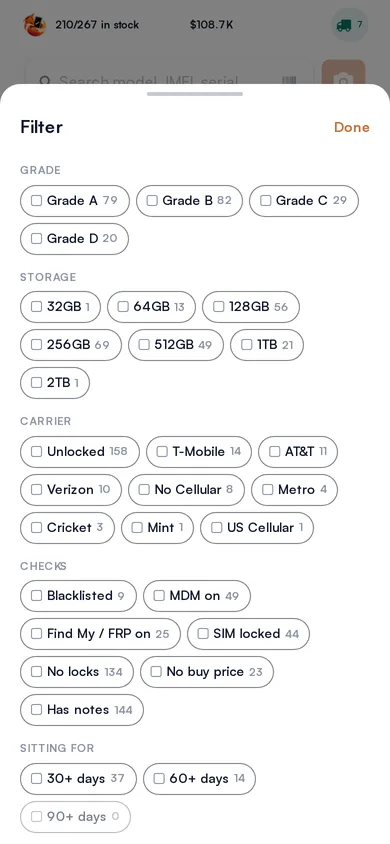 210/267 in stock $108.7K 7
Search model, IMEI, serial
Filter Done
GRADE
Grade A 79 Grade B 82 Grade C 29
Grade D 20
STORAGE
32GB 1 64GB 13 128GB 56
256GB 69 512GB 49 1TB 21
2TB 1
CARRIER
Unlocked 158 T-Mobile 14 AT&T 11
Verizon 10 No Cellular 8 Metro 4
Cricket 3 Mint 1 US Cellular 1
CHECKS
Blacklisted 9 MDM on 49
Find My / FRP on 25 SIM locked 44
No locks 134 No buy price 23
Has notes 144
SITTING FOR
30+ days 37 60+ days 14
90+ days 0